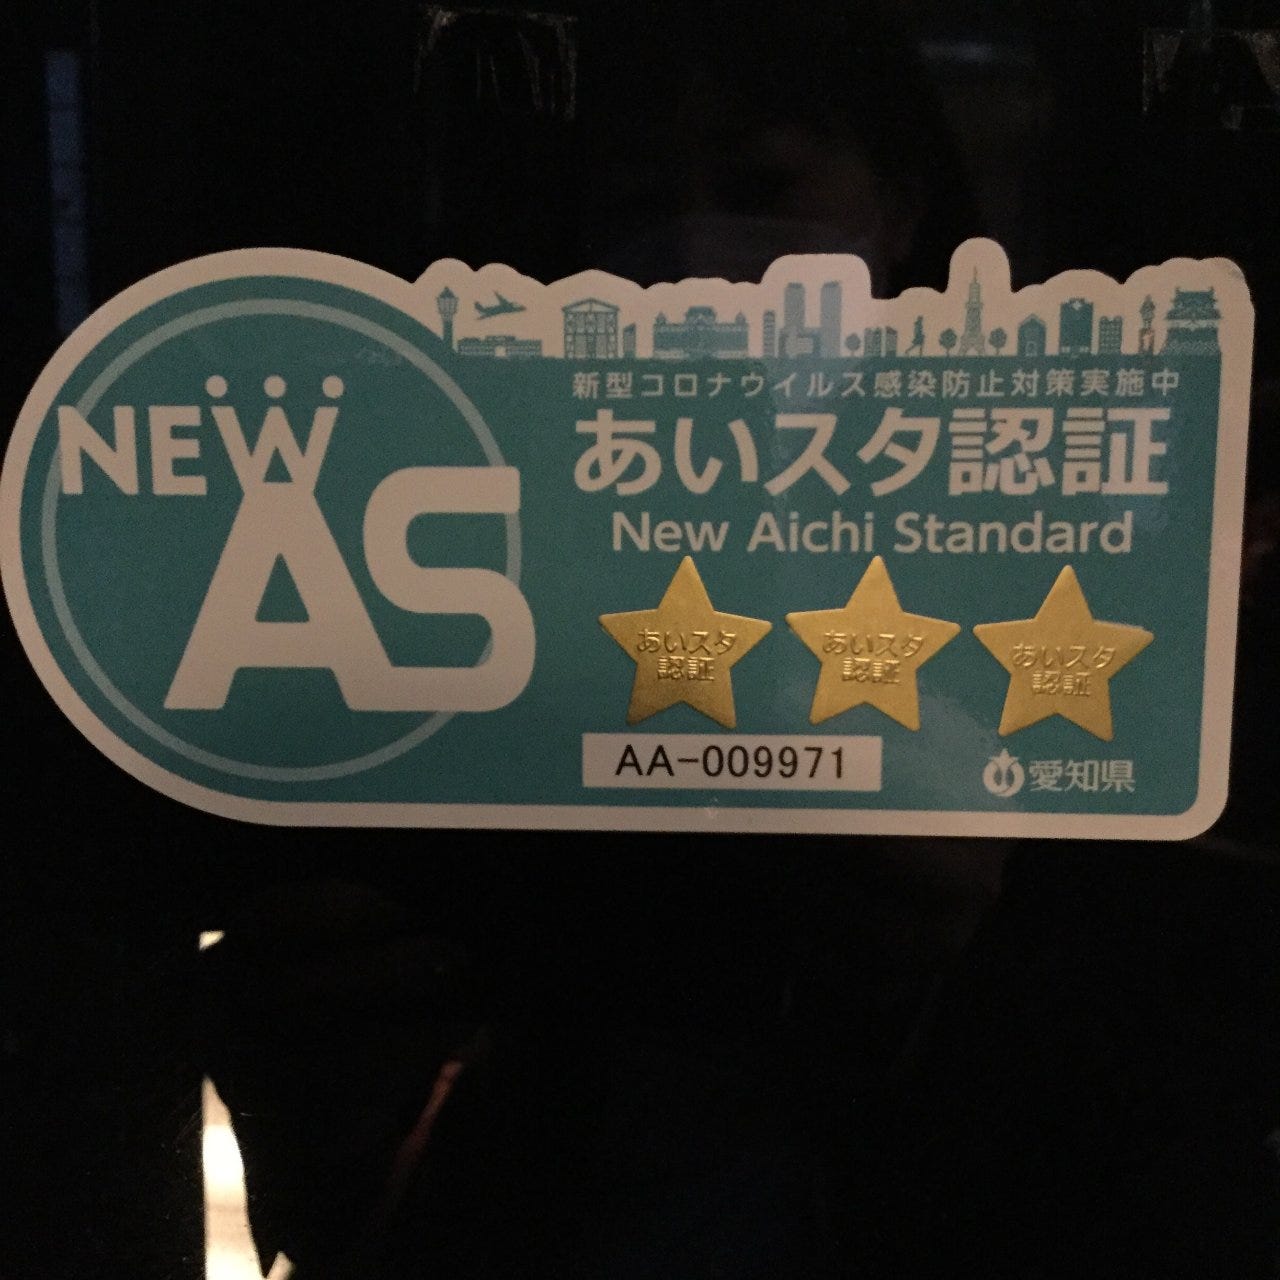 NEW
AS
新型コロナウイルス感染防止対策実施中
あいスタ認証
New Aichi Standard
あいスタ
認証
あいスタ
認証
あいスタ
認証
AA-009971
愛知県